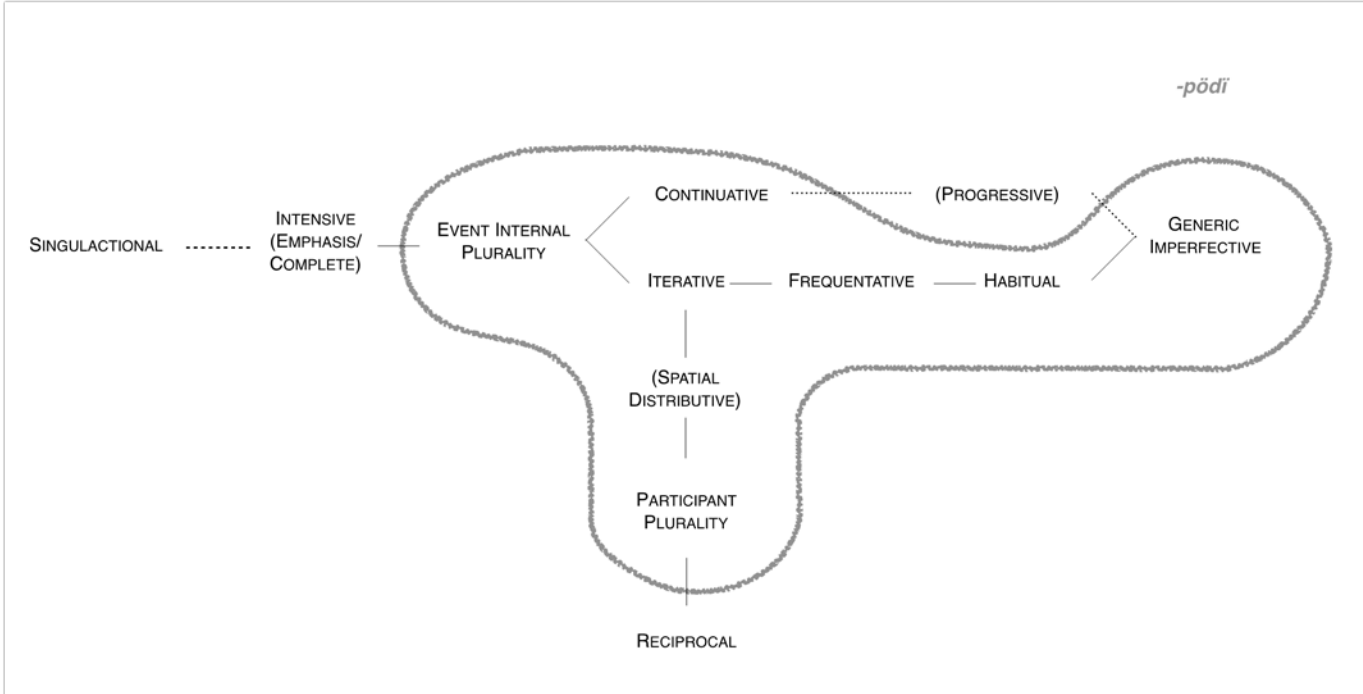 -pödï
CONTINUATIVE
(PROGRESSIVE)
INTENSIVE
(EMPHASIS/
COMPLETE)
SINGULACTIONAL
EVENT INTERNAL
PLURALITY
GENERIC
IMPERFECTIVE
ITERATIVE
FREQUENTATIVE
HABITUAL
(SPATIAL
DISTRIBUTIVE)
PARTICIPANT
PLURALITY
RECIPROCAL